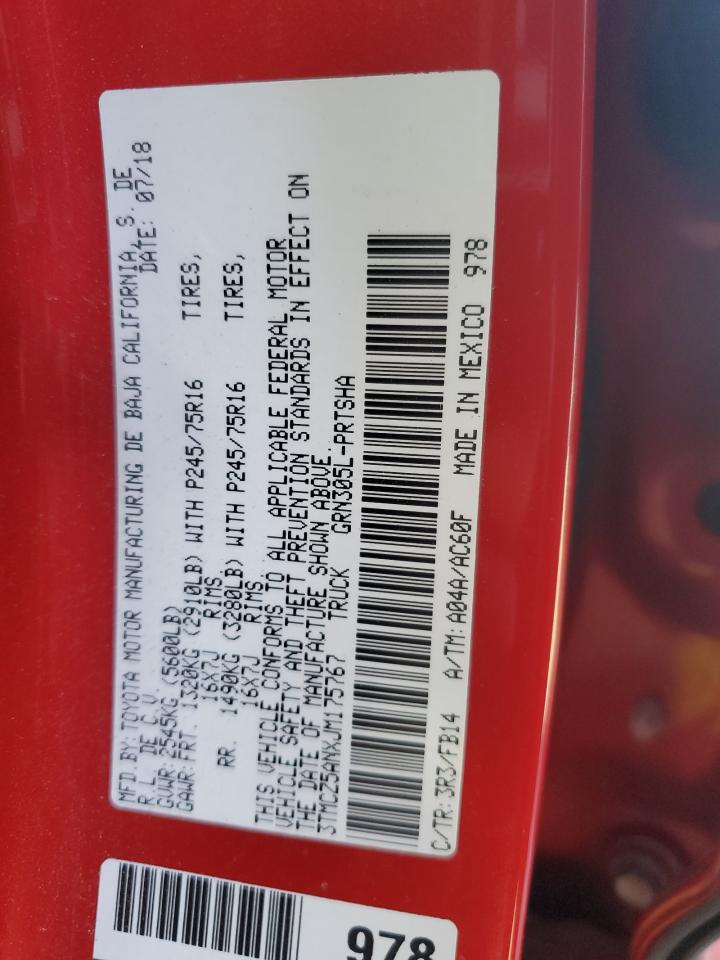 MFD.BY:TOYOTA MOTOR MANUFACTURING DE BAJA CALIFORNIA, S. DE
R.L. DE C.V. DATE: 07/18
GVWR: 2545KG (5600LB)
GAWR:FRT. 1320KG (2910LB) WITH P245/75R16 TIRES,
16X7J RIMS,
RR. 1490KG (3280LB) WITH P245/75R16 TIRES,
16X7J RIMS,
THIS VEHICLE CONFORMS TO ALL APPLICABLE FEDERAL MOTOR
VEHICLE SAFETY AND THEFT PREVENTION STANDARDS IN EFFECT ON
THE DATE OF MANUFACTURE SHOWN ABOVE.
3TMCZ5ANXJM175767 TRUCK GRN305L-PRTSHA
C/TR:3R3/FB14 A/TM:A04A/AC60F MADE IN MEXICO 978
978